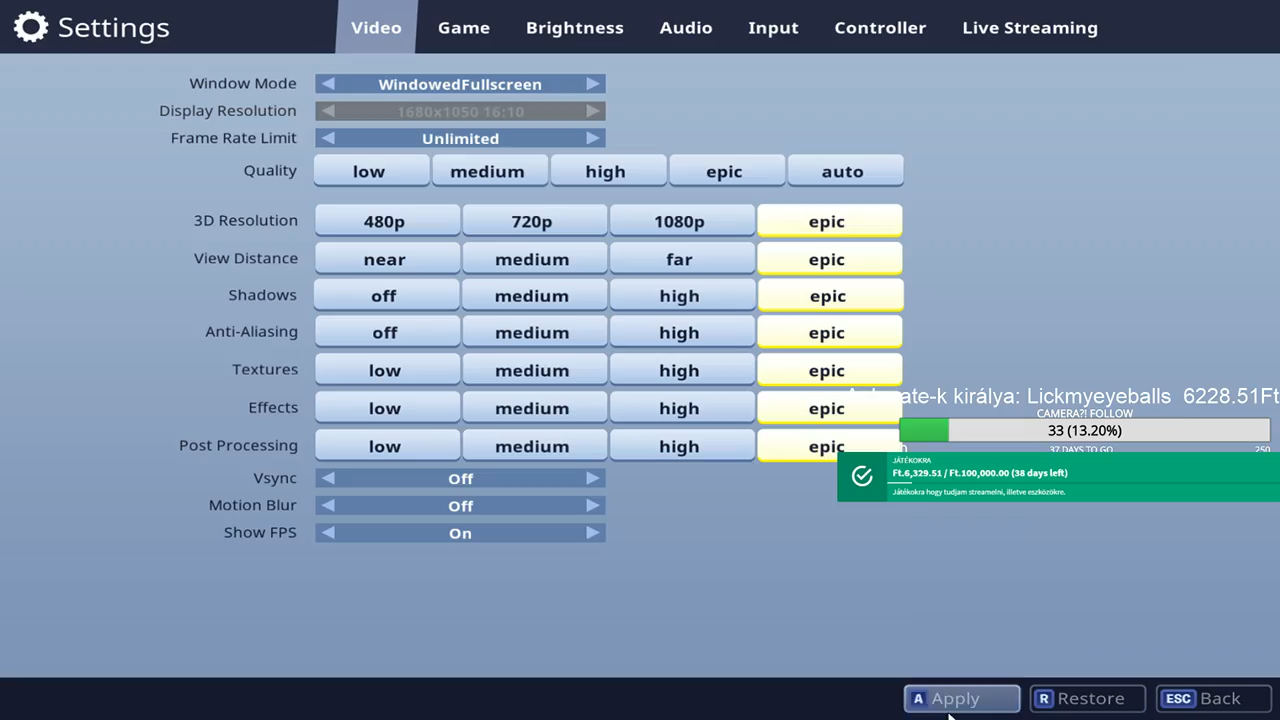 Settings
Video Game Brightness Audio Input Controller Live Streaming
Window Mode WindowedFullscreen
Display Resolution 1680x1050 16:10
Frame Rate Limit Unlimited
Quality low medium high epic auto
3D Resolution 480p 720p 1080p epic
View Distance near medium far epic
Shadows off medium high epic
Anti-Aliasing off medium high epic
Textures low medium high epic
királya: Lickmyeyeballs 6228.51Ft
Effects low medium high epic
CAMERA?! FOLLOW
33 (13.20%)
Post Processing low medium high epic
0 37 DAYS TO GO 250
JÁTÉKOKRA
Ft.6,329.51 / Ft.100,000.00 (38 days left)
Játékokra hogy tudjam streamelni, illetve eszközökre.
Vsync Off
Motion Blur Off
Show FPS On
A Apply R Restore ESC Back